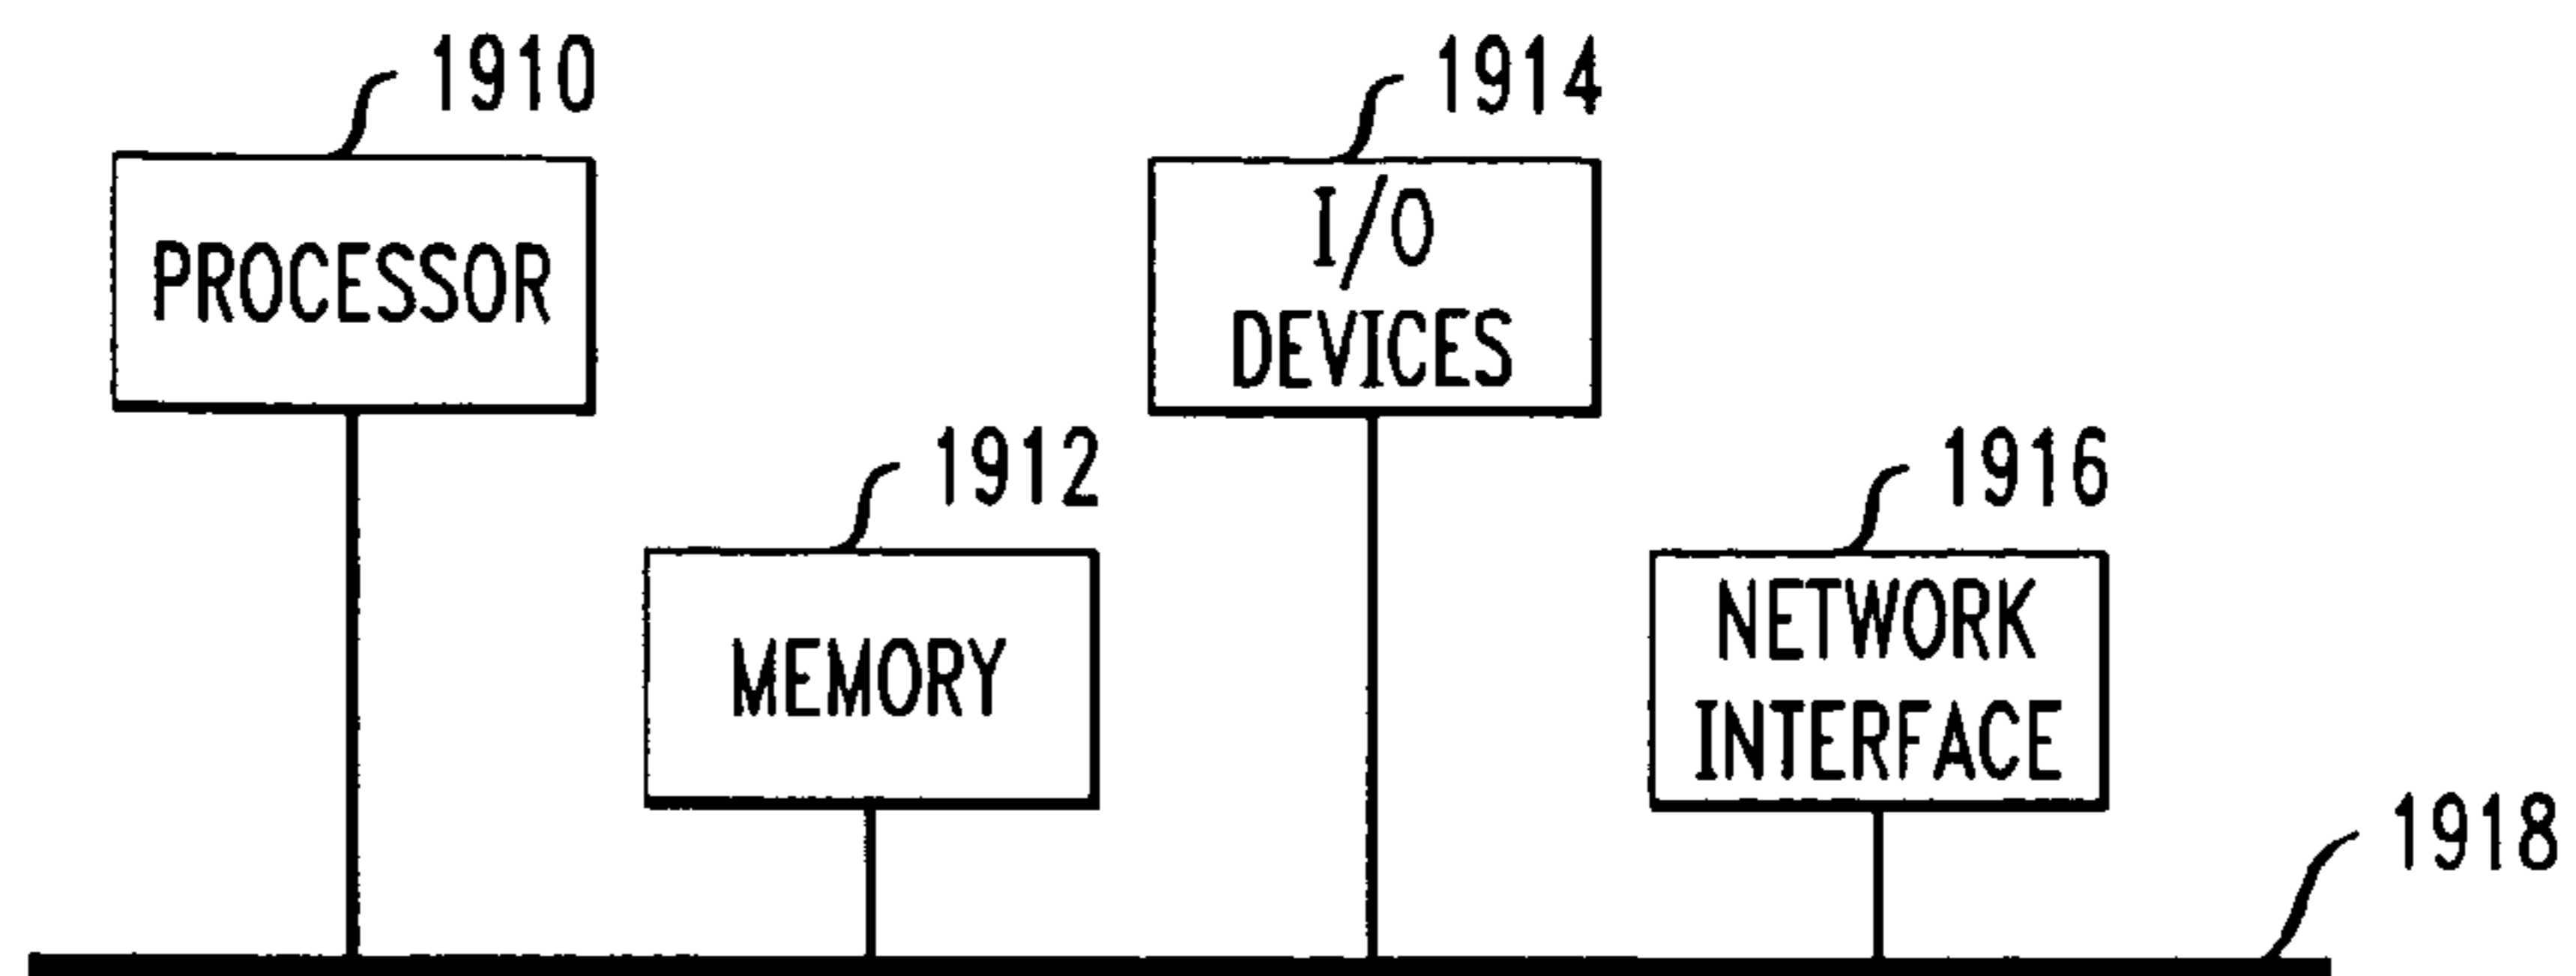 1910
PROCESSOR
1914
I/O
DEVICES
1912
MEMORY
1916
NETWORK
INTERFACE
1918